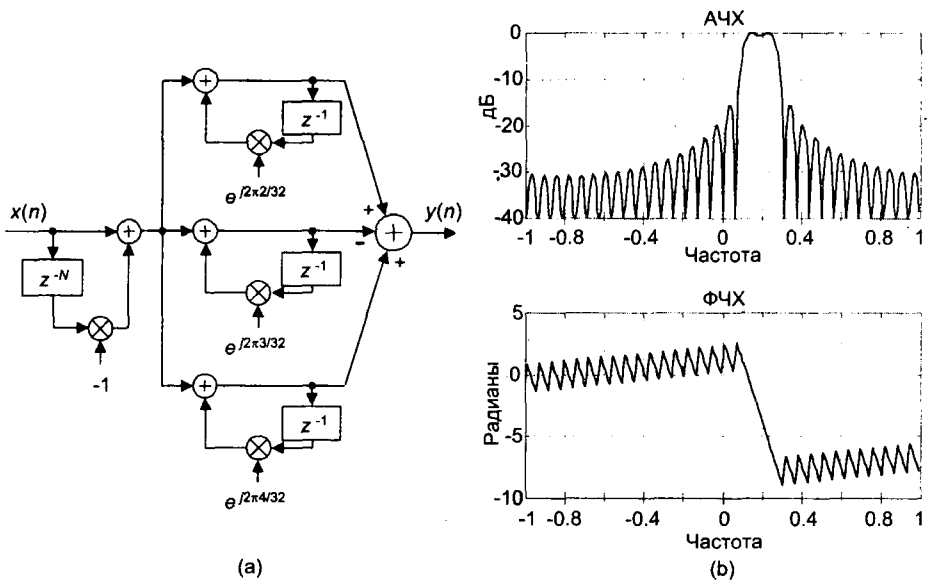 x(n)
z⁻ᴺ
-1
+
+
z⁻¹
e^{j2π2/32}
+
z⁻¹
e^{j2π3/32}
+
z⁻¹
e^{j2π4/32}
+
-
+
+
y(n)
(a)
АЧХ
дБ
0
-10
-20
-30
-40
-1 -0.8 -0.4 0 0.4 0.8 1
Частота
ФЧХ
Радианы
5
0
-5
-10
-1 -0.8 -0.4 0 0.4 0.8 1
Частота
(b)